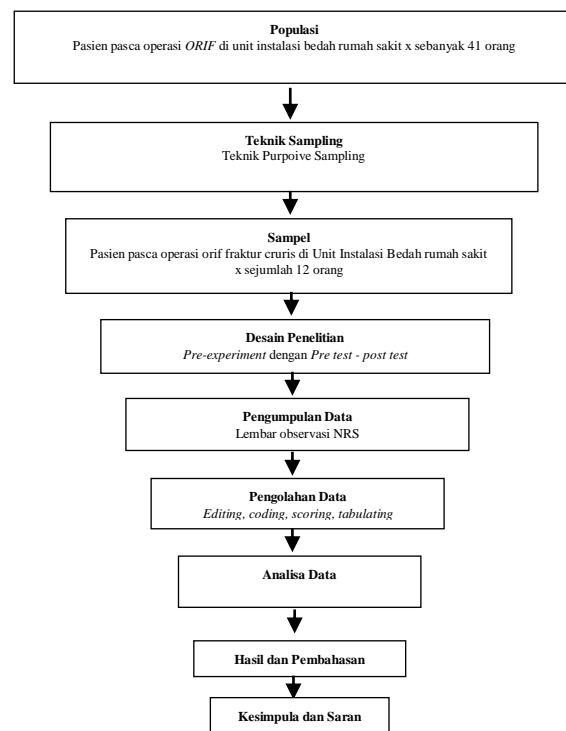 Populasi
Pasien pasca operasi ORIF di unit instalasi bedah rumah sakit x sebanyak 41 orang
Teknik Sampling
Teknik Purpoive Sampling
Sampel
Pasien pasca operasi orif fraktur cruris di Unit Instalasi Bedah rumah sakit
x sejumlah 12 orang
Desain Penelitian
Pre-experiment dengan Pre test - post test
Pengumpulan Data
Lembar observasi NRS
Pengolahan Data
Editing, coding, scoring, tabulating
Analisa Data
Hasil dan Pembahasan
Kesimpula dan Saran